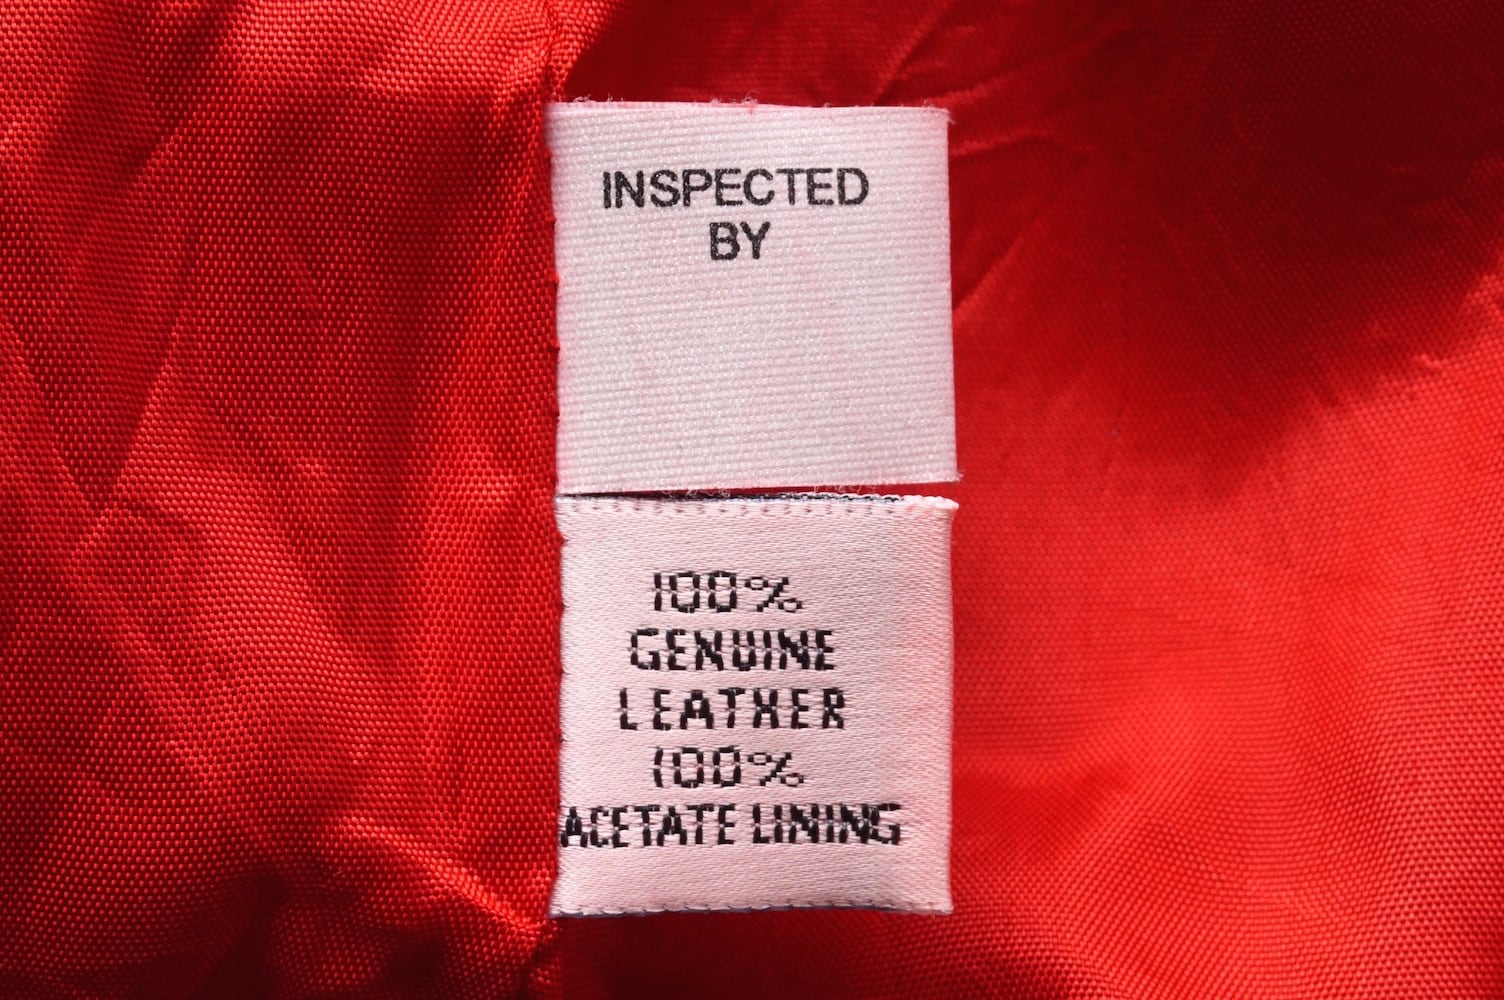 INSPECTED
BY
100%
GENUINE
LEATHER
100%
ACETATE LINING